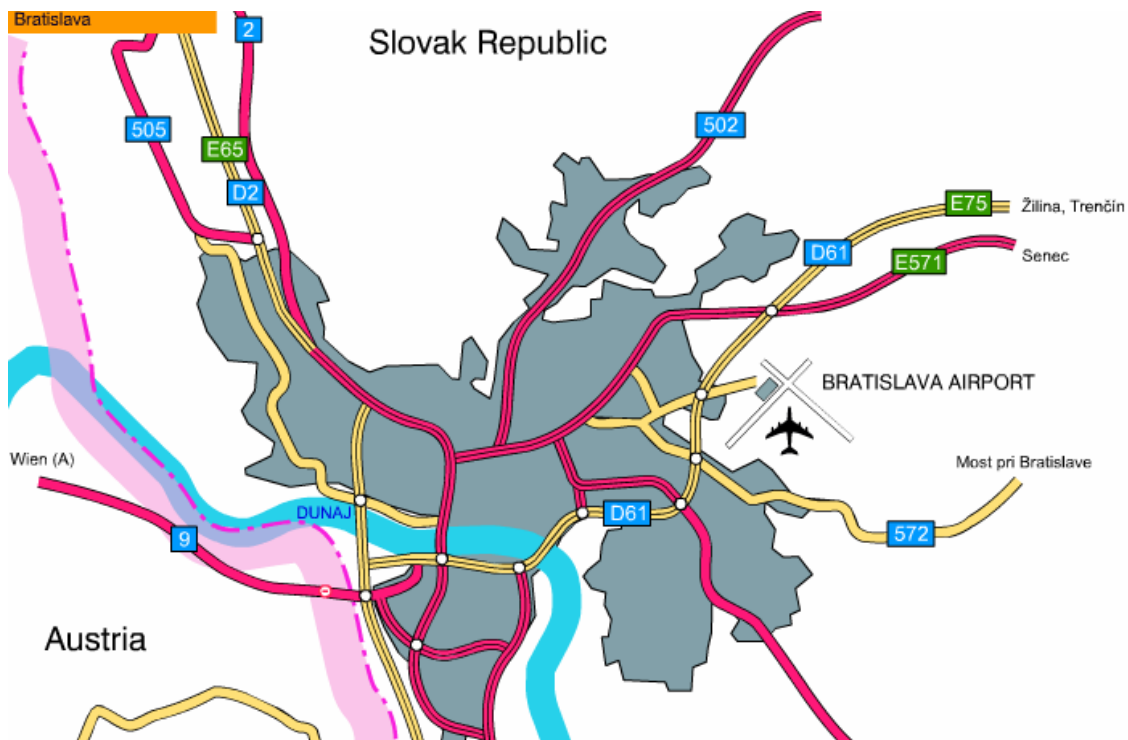 Bratislava
2
Slovak Republic
505
502
E65
D2
E75
Žilina, Trenčín
D61
Senec
E571
BRATISLAVA AIRPORT
Wien (A)
Most pri Bratislave
DUNAJ
D61
9
572
Austria